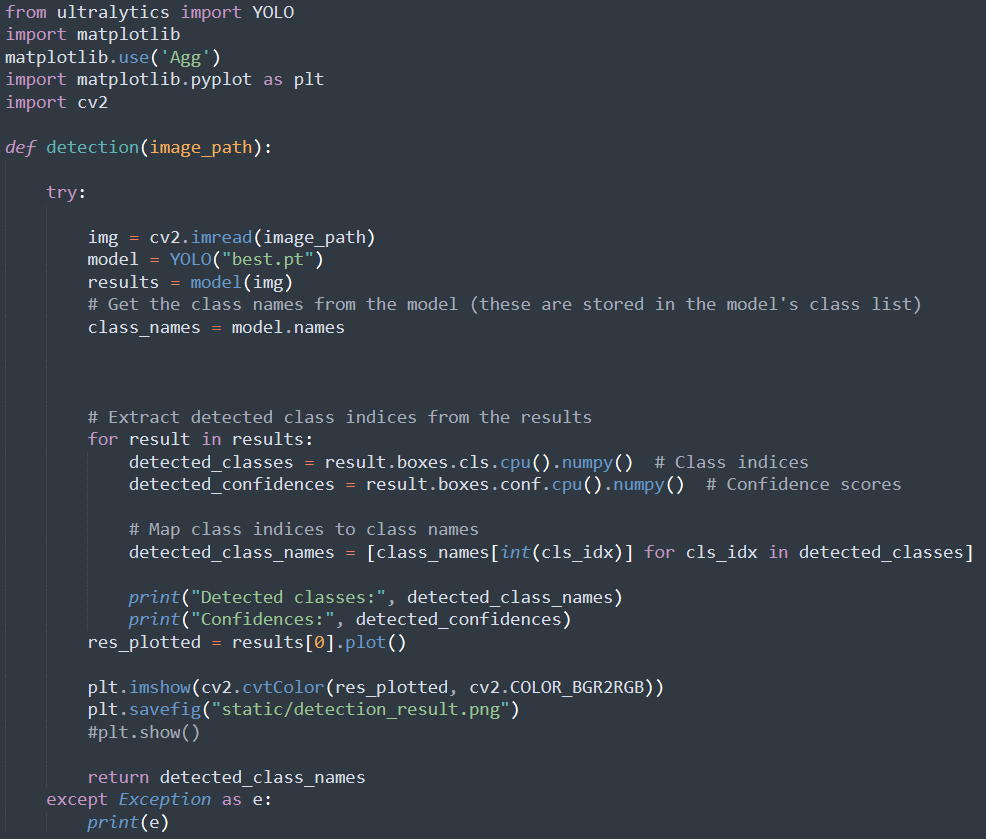 from ultralytics import YOLO
import matplotlib
matplotlib.use('Agg')
import matplotlib.pyplot as plt
import cv2

def detection(image_path):

    try:

        img = cv2.imread(image_path)
        model = YOLO("best.pt")
        results = model(img)
        # Get the class names from the model (these are stored in the model's class list)
        class_names = model.names

        # Extract detected class indices from the results
        for result in results:
            detected_classes = result.boxes.cls.cpu().numpy()  # Class indices
            detected_confidences = result.boxes.conf.cpu().numpy()  # Confidence scores

            # Map class indices to class names
            detected_class_names = [class_names[int(cls_idx)] for cls_idx in detected_classes]

            print("Detected classes:", detected_class_names)
            print("Confidences:", detected_confidences)
        res_plotted = results[0].plot()

        plt.imshow(cv2.cvtColor(res_plotted, cv2.COLOR_BGR2RGB))
        plt.savefig("static/detection_result.png")
        #plt.show()

        return detected_class_names
    except Exception as e:
        print(e)